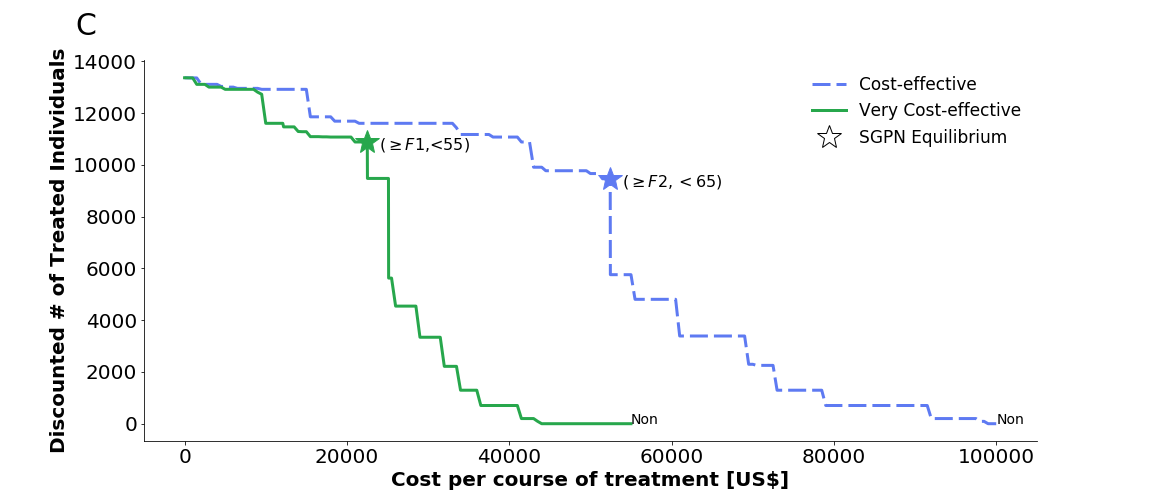 C
Discounted # of Treated Individuals
14000
12000
10000
8000
6000
4000
2000
0
Cost-effective
Very Cost-effective
SGPN Equilibrium
(≥F1,<55)
(≥F2, <65)
Non
Non
0
20000
40000
60000
80000
100000
Cost per course of treatment [US$]